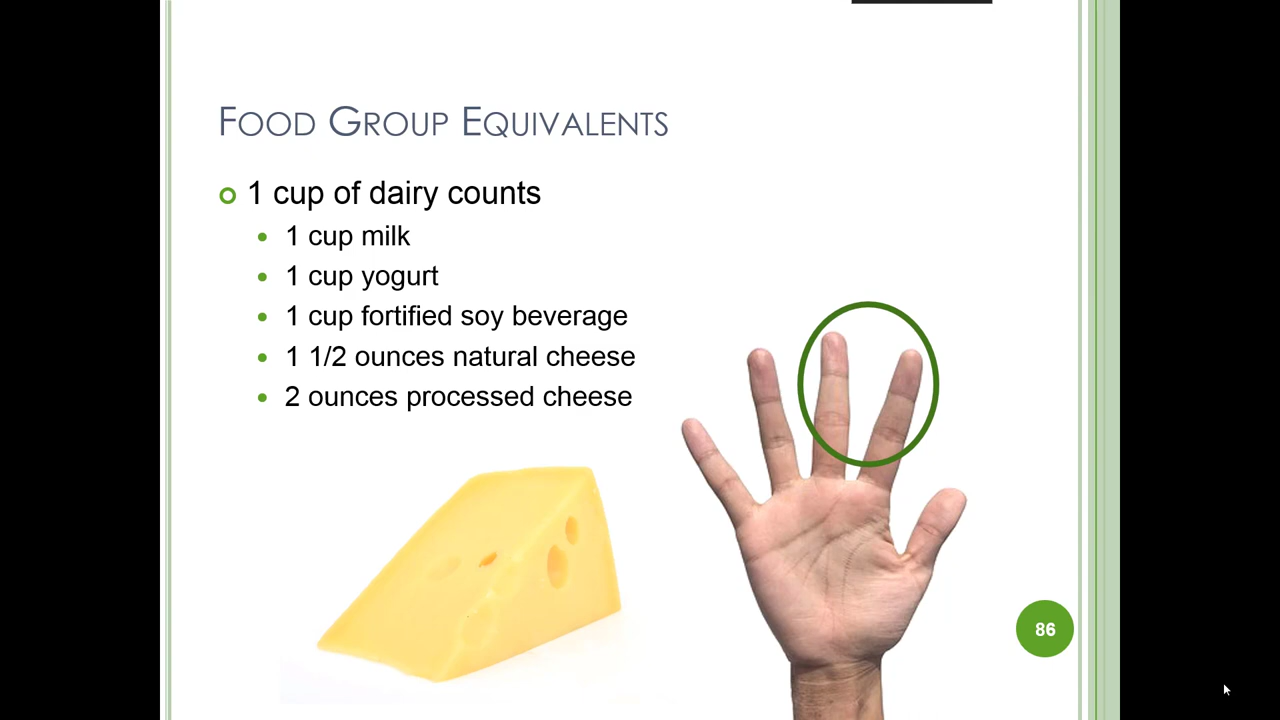 Food Group Equivalents
1 cup of dairy counts
1 cup milk
1 cup yogurt
1 cup fortified soy beverage
1 1/2 ounces natural cheese
2 ounces processed cheese
86